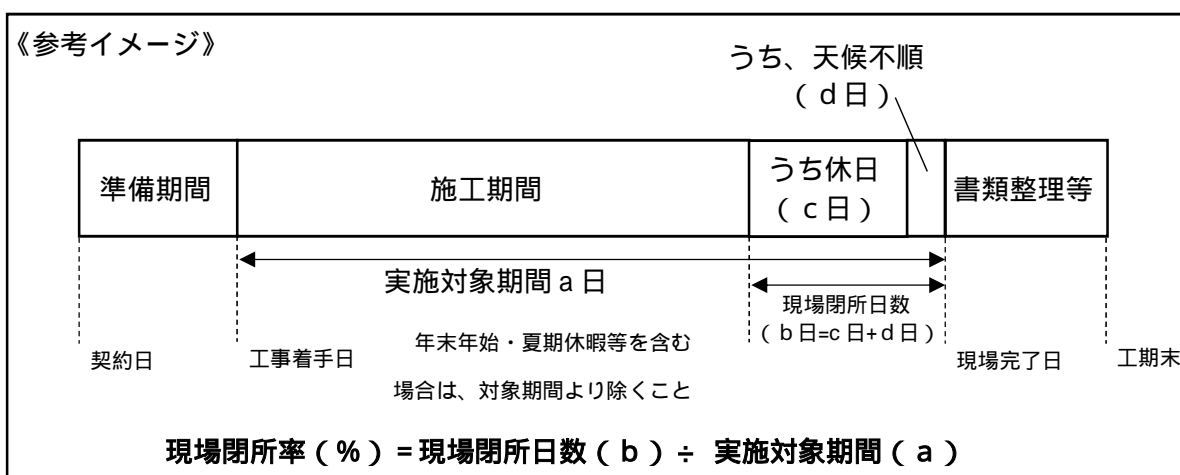 《参考イメージ》
うち、天候不順
(d日)
準備期間
施工期間
うち休日
(c日)
書類整理等
実施対象期間a日
現場閉所日数
(b日=c日+d日)
年末年始・夏期休暇等を含む
場合は、対象期間より除くこと
契約日
工事着手日
現場完了日
工期末
現場閉所率(%)=現場閉所日数(b)÷ 実施対象期間(a)